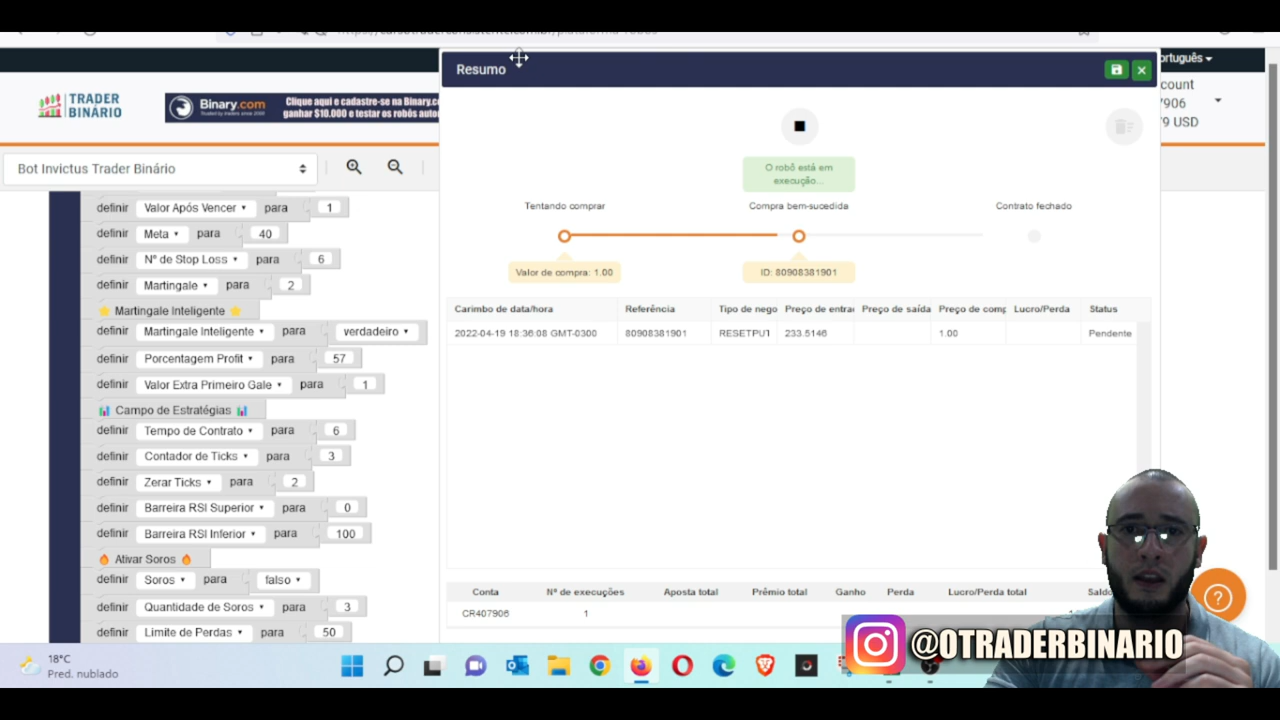 português
Resumo
count
7906
9 USD
TRADER
BINÁRIO
Binary.com
Clique aqui e cadastre-se na Binary.c
ganhar $10.000 e testar os robôs auto
Bot Invictus Trader Binário
O robô está em
execução...
Tentando comprar
Compra bem-sucedida
Contrato fechado
Valor de compra: 1.00
ID: 80908381901
Carimbo de data/hora Referência Tipo de nego Preço de entrar Preço de saída Preço de comp Lucro/Perda Status
2022-04-19 18:36:08 GMT-0300 80908381901 RESETPUT 233.5146 1.00 Pendente
definir Valor Após Vencer para 1
definir Meta para 40
definir Nº de Stop Loss para 6
definir Martingale para 2
Martingale Inteligente
definir Martingale Inteligente para verdadeiro
definir Porcentagem Profit para 57
definir Valor Extra Primeiro Gale para 1
Campo de Estratégias
definir Tempo de Contrato para 6
definir Contador de Ticks para 3
definir Zerar Ticks para 2
definir Barreira RSI Superior para 0
definir Barreira RSI Inferior para 100
Ativar Soros
definir Soros para falso
definir Quantidade de Soros para 3
definir Limite de Perdas para 50
Conta Nº de execuções Aposta total Prêmio total Ganho Perda Lucro/Perda total Saldo
CR407906 1
@OTRADERBINARIO
18°C
Pred. nublado